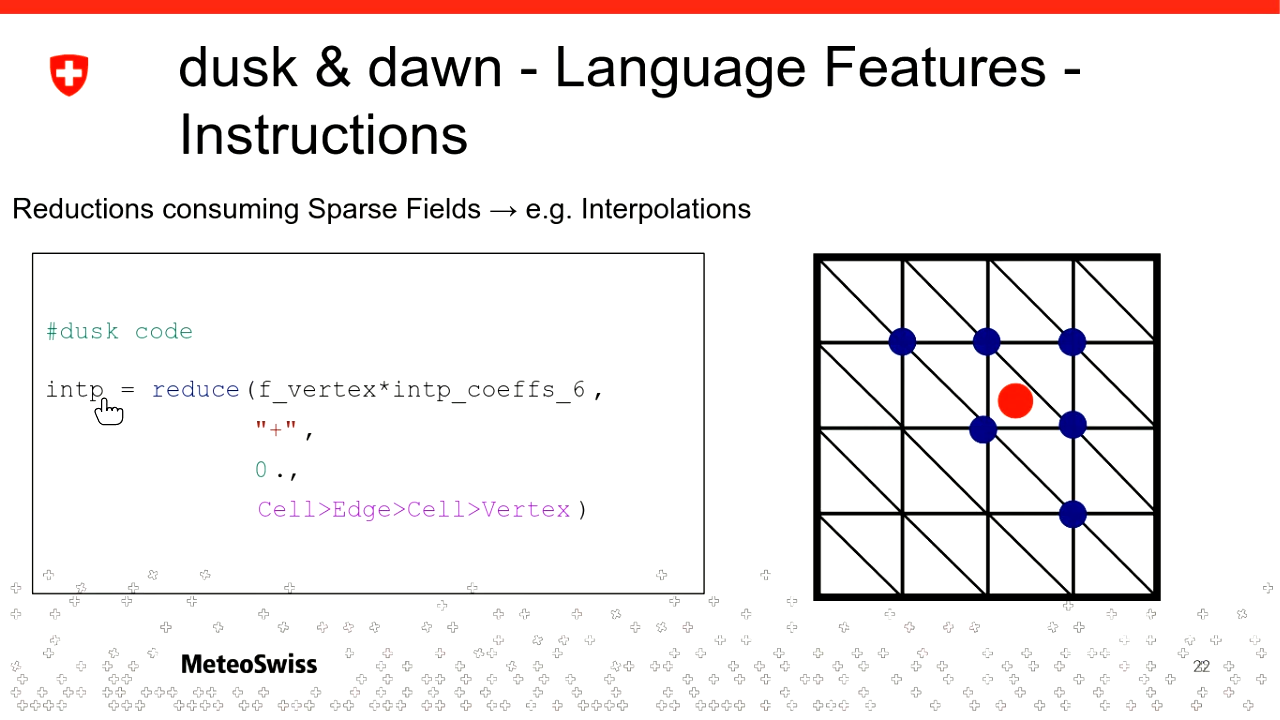 dusk & dawn - Language Features -
Instructions
Reductions consuming Sparse Fields → e.g. Interpolations
#dusk code
intp = reduce(f_vertex*intp_coeffs_6,
"+",
0.,
Cell>Edge>Cell>Vertex)
MeteoSwiss
22